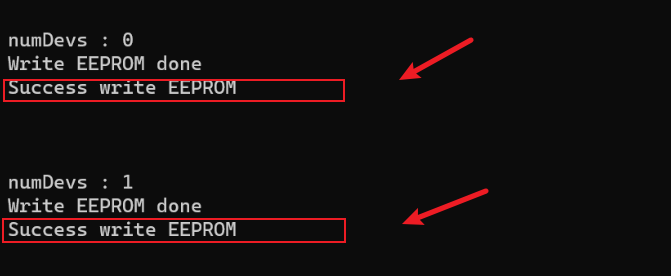 numDevs : 0
Write EEPROM done
Success write EEPROM
numDevs : 1
Write EEPROM done
Success write EEPROM